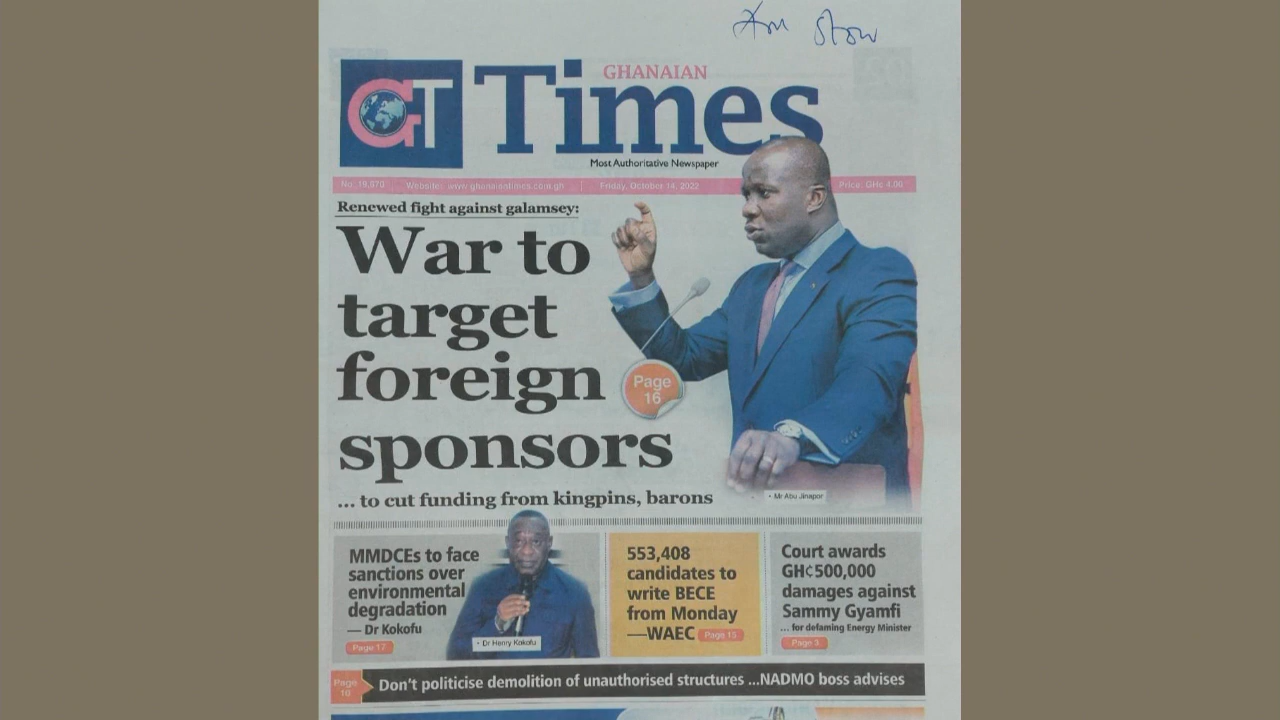 GT
GHANAIAN
Times
Most Authoritative Newspaper
No. 19,870 Website: www.ghanaiantimes.com.gh Friday, October 14, 2022 Price: GH¢ 4.00
Renewed fight against galamsey:
War to
target
foreign
sponsors
Page
16
... to cut funding from kingpins, barons
• Mr Abu Jinapor
MMDCEs to face
sanctions over
environmental
degradation
— Dr Kokofu
Page 17
• Dr Henry Kokofu
553,408
candidates to
write BECE
from Monday
—WAEC Page 15
Court awards
GH¢500,000
damages against
Sammy Gyamfi
... for defaming Energy Minister
Page 3
Page
Don't politicise demolition of unauthorised structures ...NADMO boss advises